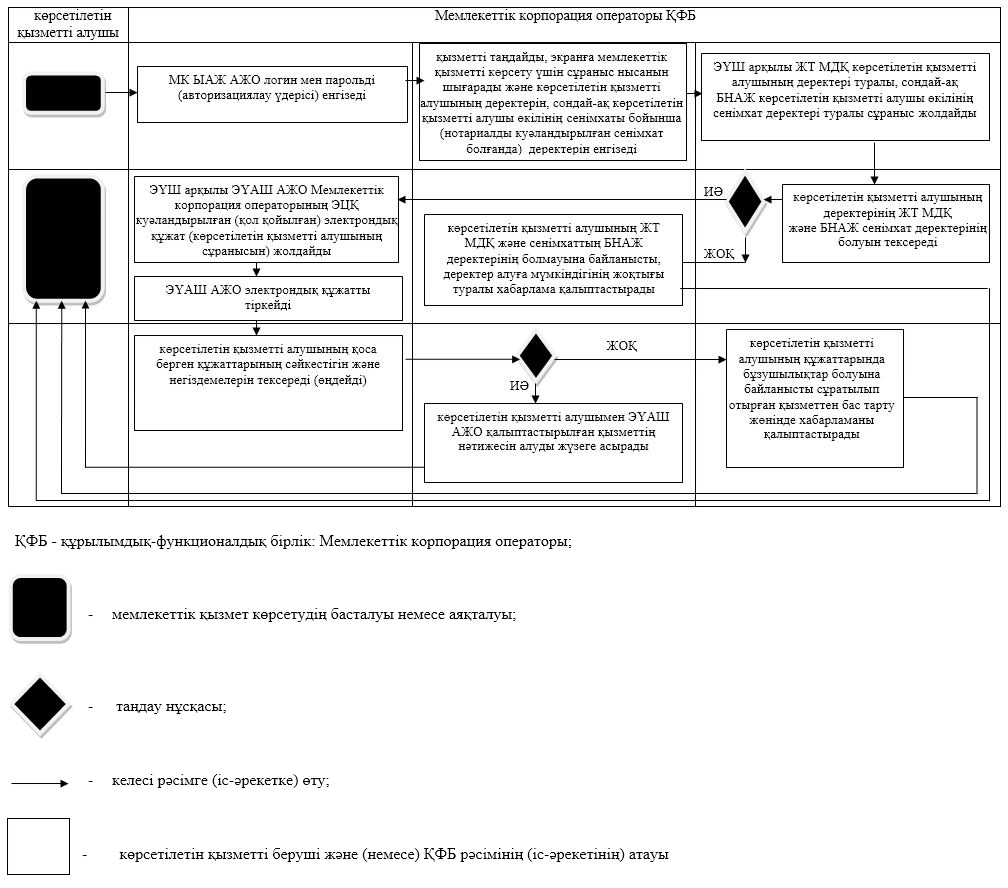 көрсетілетін
қызметті алушы
Мемлекеттік корпорация операторы ҚФБ
МК ЫАЖ АЖО логин мен парольді
(авторизациялау үдерісі) енгізеді
қызметті таңдайды, экранға мемлекеттік
қызметті көрсету үшін сұраныс нысанын
шығарады және көрсетілетін қызметті
алушының деректерін, сондай-ақ көрсетілетін
қызметті алушы өкілінің сенімхаты бойынша
(нотариалды куәландырылған сенімхат
болғанда) деректерін енгізеді
ЭҮШ арқылы ЖТ МДҚ көрсетілетін қызметті
алушының деректері туралы, сондай-ақ
БНАЖ көрсетілетін қызметті алушы өкілінің
сенімхат деректері туралы сұраныс жолдайды
ЭҮШ арқылы ЭҮАШ АЖО Мемлекеттік
корпорация операторының ЭЦҚ
куәландырылған (қол қойылған) электрондық
құжат (көрсетілетін қызметті алушының
сұранысын) жолдайды
ИӘ
көрсетілетін қызметті алушының
деректерінің ЖТ МДҚ
және БНАЖ сенімхат деректерінің
болуын тексереді
көрсетілетін қызметті алушының ЖТ
МДҚ және сенімхаттың БНАЖ
деректерінің болмауына байланысты,
деректер алуға мүмкіндігінің жоқтығы
туралы хабарлама қалыптастырады
ЖОҚ
ЭҮАШ АЖО электрондық құжатты
тіркейді
көрсетілетін қызметті алушының қоса
берген құжаттарының сәйкестігін және
негіздемелерін тексереді (өңдейді)
ЖОҚ
ИӘ
көрсетілетін қызметті
алушының құжаттарында
бұзушылықтар болуына
байланысты сұратылып
отырған қызметтен бас тарту
жөнінде хабарламаны
қалыптастырады
көрсетілетін қызметті алушымен ЭҮАШ
АЖО қалыптастырылған қызметтің
нәтижесін алуды жүзеге асырады
ҚФБ - құрылымдық-функционалдық бірлік: Мемлекеттік корпорация операторы;
- мемлекеттік қызмет көрсетудің басталуы немесе аяқталуы;
- таңдау нұсқасы;
- келесі рәсімге (іс-әрекетке) өту;
- көрсетілетін қызметті беруші және (немесе) ҚФБ рәсімінің (іс-әрекетінің) атауы